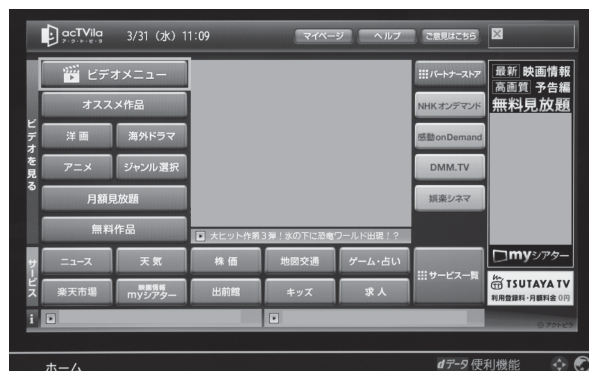 acTVila
ア・ク・ト・ビ・ラ
3/31（水）11:09
マイページ
ヘルプ
ご意見はこちら
ビデオを見る
ビデオメニュー
オススメ作品
洋画
海外ドラマ
アニメ
ジャンル選択
月額見放題
無料作品
大ヒット作第3弾！氷の下に恐竜ワールド出現！？
パートナーストア
NHKオンデマンド
感動onDemand
DMM.TV
娯楽シネマ
最新 映画情報
高画質 予告編
無料見放題
myシアター
サービス
ニュース
天気
株価
地図交通
ゲーム・占い
サービス一覧
楽天市場
映画情報
myシアター
出前館
キッズ
求人
TSUTAYA TV
利用登録料・月額料金 0円
i
© アクトビラ
ホーム
dデータ 便利機能